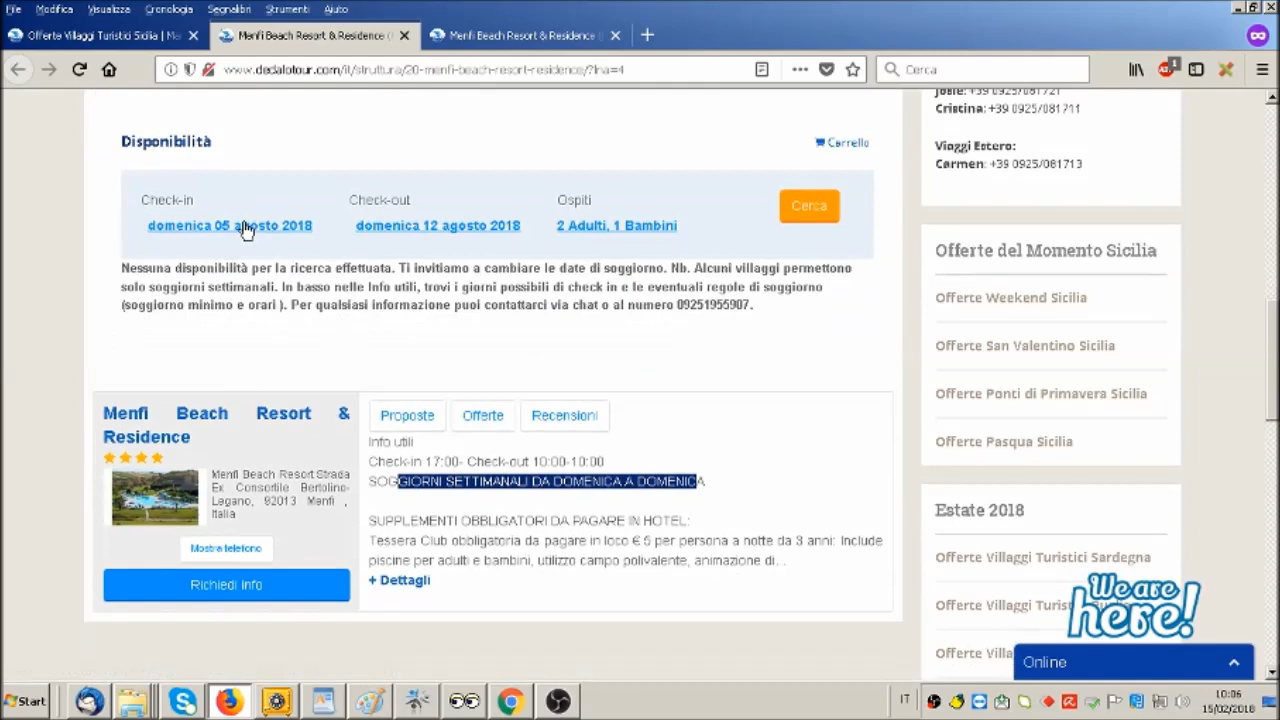 File Modifica Visualizza Cronologia Segnalibri Strumenti Aiuto
Offerte Villaggi Turistici Sicilia |
Menfi Beach Resort & Residence
Menfi Beach Resort & Residence
www.dedalotour.com/it/struttura/20-menfi-beach-resort-residence/?lna=4
Cerca
Cristina: +39 0925/081711
Viaggi Estero:
Carmen: +39 0925/081713
Disponibilità
Carrello
Check-in
Check-out
Ospiti
domenica 05 agosto 2018
domenica 12 agosto 2018
2 Adulti, 1 Bambini
Cerca
Nessuna disponibilità per la ricerca effettuata. Ti invitiamo a cambiare le date di soggiorno. Nb. Alcuni villaggi permettono
solo soggiorni settimanali. In basso nelle Info utili, trovi i giorni possibili di check in e le eventuali regole di soggiorno
(soggiorno minimo e orari ). Per qualsiasi informazione puoi contattarci via chat o al numero 09251955907.
Menfi Beach Resort &
Residence
Menfi Beach Resort Strada
Ex Consortile Bertolino-
Lagano, 92013 Menfi ,
Italia
Mostra telefono
Richiedi Info
Proposte
Offerte
Recensioni
Info utili
Check-in 17:00- Check-out 10:00-10:00
SOGGIORNI SETTIMANALI DA DOMENICA A DOMENICA
SUPPLEMENTI OBBLIGATORI DA PAGARE IN HOTEL:
Tessera Club obbligatoria da pagare in loco € 5 per persona a notte da 3 anni: Include
piscine per adulti e bambini, utilizzo campo polivalente, animazione di...
+ Dettagli
Offerte del Momento Sicilia
Offerte Weekend Sicilia
Offerte San Valentino Sicilia
Offerte Ponti di Primavera Sicilia
Offerte Pasqua Sicilia
Estate 2018
Offerte Villaggi Turistici Sardegna
Offerte Villaggi
Offerte
We are
here!
Online
Start
IT
10:06
15/02/2018